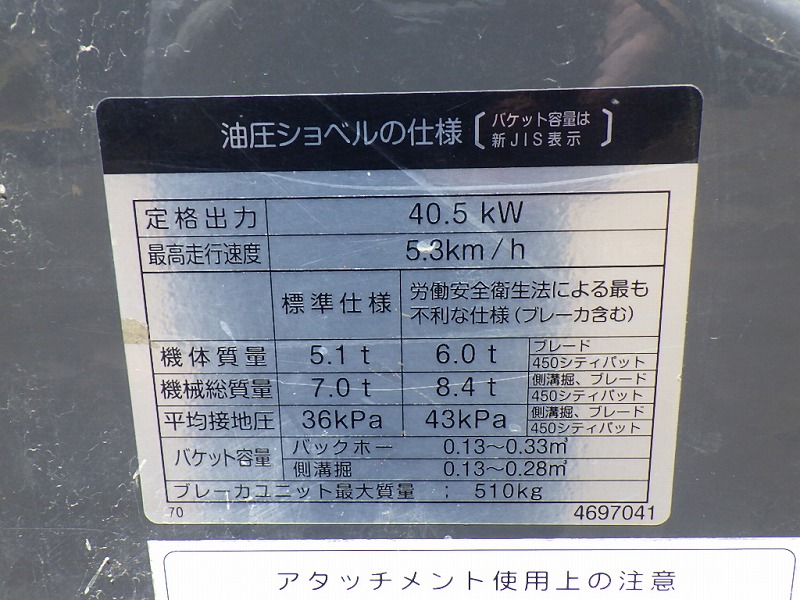 油圧ショベルの仕様 [バケット容量は
新JIS表示]
定格出力 40.5 kW
最高走行速度 5.3km/h
標準仕様 労働安全衛生法による最も
不利な仕様(ブレーカ含む)
機体質量 5.1 t 6.0 t ブレード
450シティパット
機械総質量 7.0 t 8.4 t 側溝掘、ブレード
450シティパット
平均接地圧 36kPa 43kPa 側溝掘、ブレード
450シティパット
バケット容量 バックホー 0.13～0.33㎥
側溝掘 0.13～0.28㎥
ブレーカユニット最大質量 : 510kg
70 4697041
アタッチメント使用上の注意